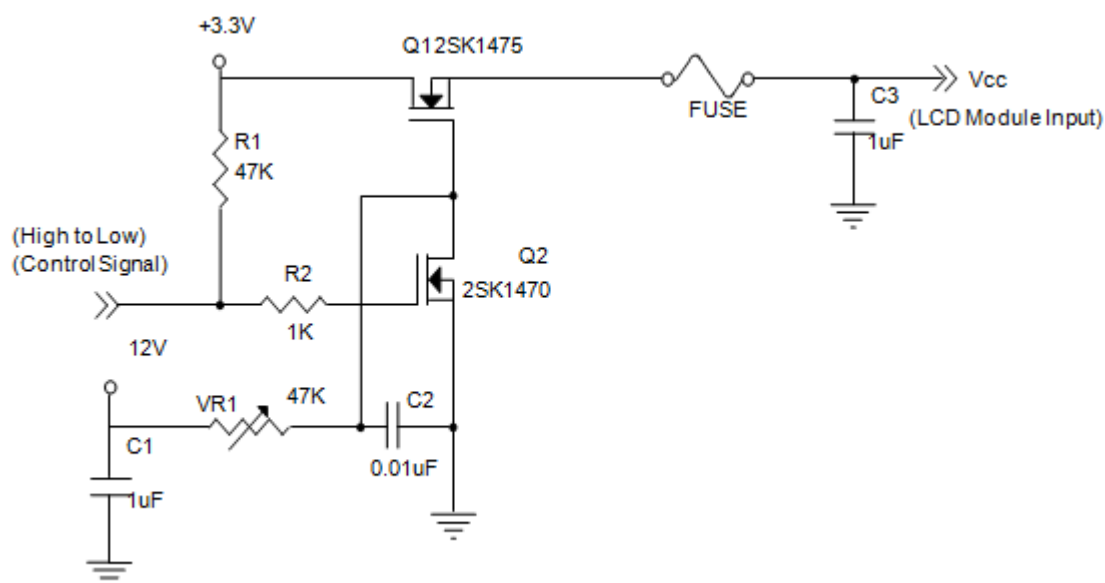 +3.3V
Q12SK1475
Vcc
FUSE
C3
(LCD Module Input)
1uF
R1
47K
(High to Low)
(Control Signal)
R2
Q2
2SK1470
1K
12V
VR1
47K
C2
C1
0.01uF
1uF